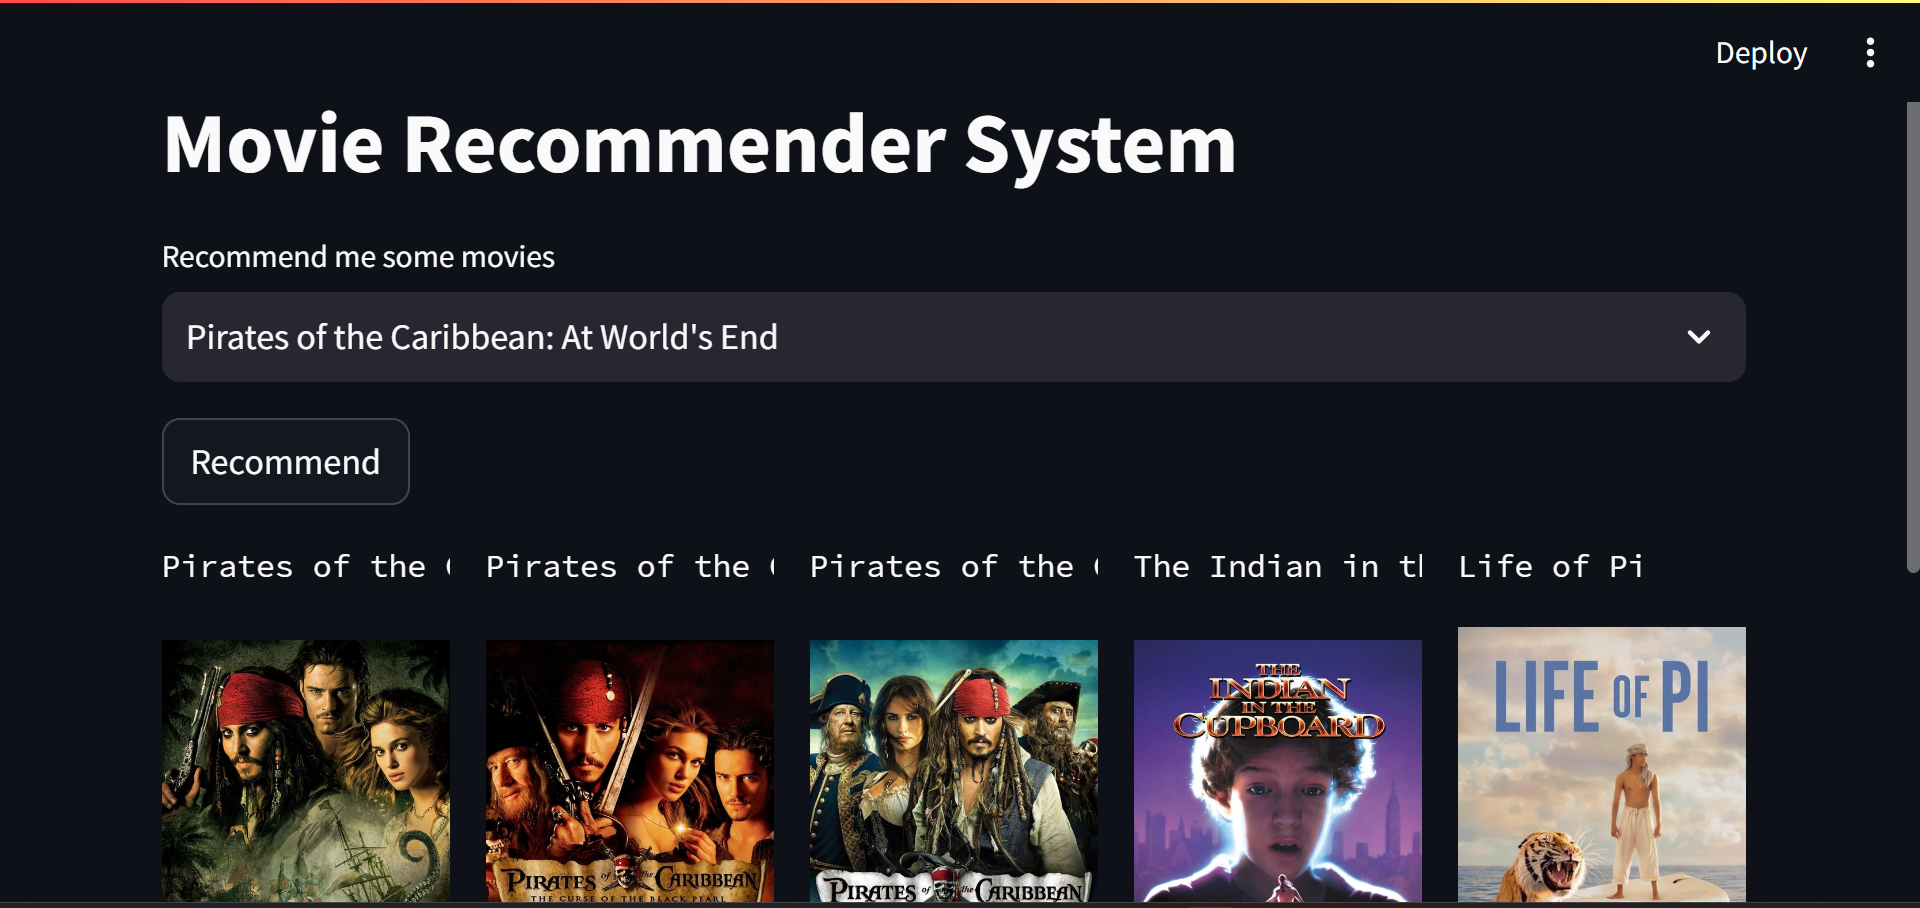 Deploy
Movie Recommender System
Recommend me some movies
Pirates of the Caribbean: At World's End
Recommend
Pirates of the
Pirates of the
Pirates of the
The Indian in th
Life of Pi
THE
INDIAN
IN THE
CUPBOARD
LIFE OF PI
PIRATES of the CARIBBEAN
THE CURSE OF THE BLACK PEARL
PIRATES of the CARIBBEAN